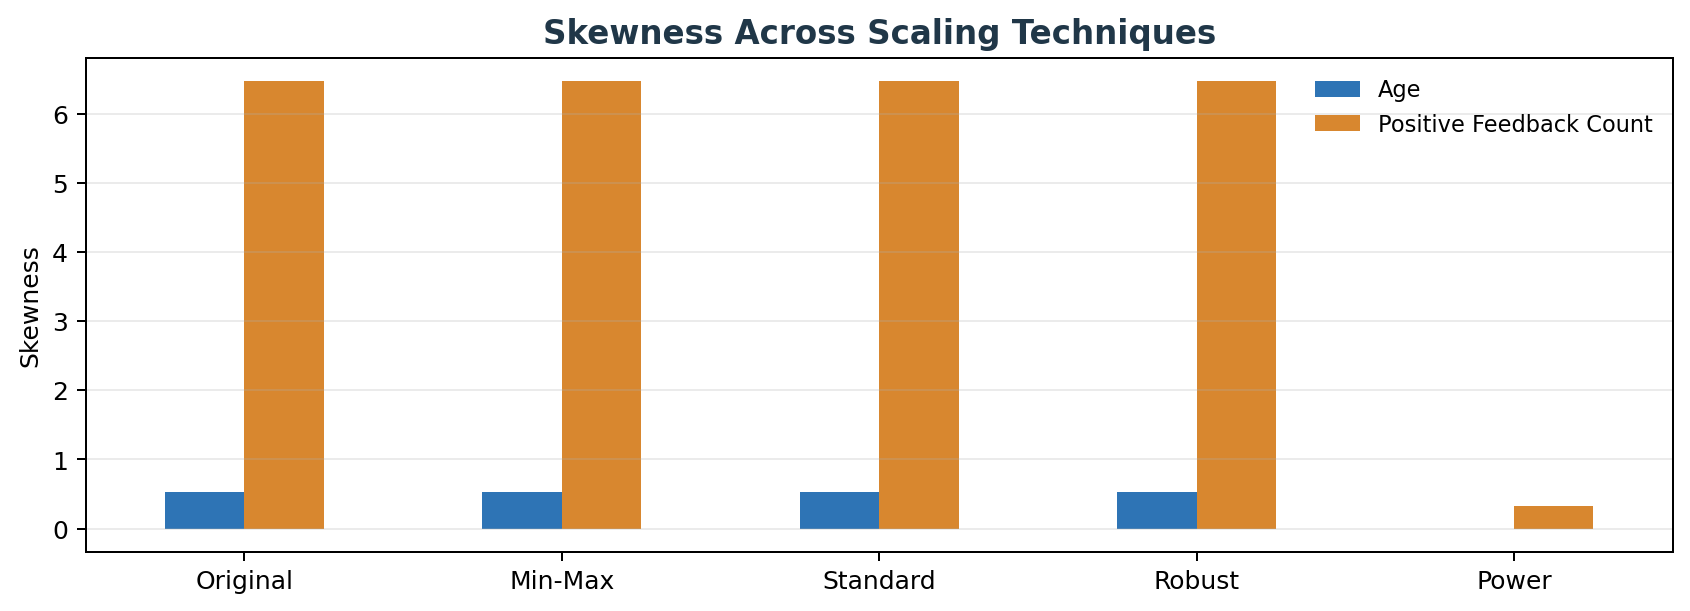 Skewness Across Scaling Techniques
Age
Positive Feedback Count
Skewness
6
5
4
3
2
1
0
Original
Min-Max
Standard
Robust
Power